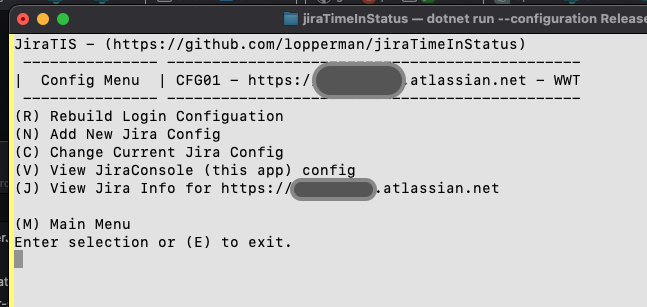 jiraTimeInStatus — dotnet run --configuration Release
JiraTIS - (https://github.com/lopperman/jiraTimeInStatus)
--------------- ----------------------------------------------
| Config Menu | CFG01 - https:/ .atlassian.net - WWT
--------------- ----------------------------------------------
(R) Rebuild Login Configuation
(N) Add New Jira Config
(C) Change Current Jira Config
(V) View JiraConsole (this app) config
(J) View Jira Info for https:// .atlassian.net
(M) Main Menu
Enter selection or (E) to exit.